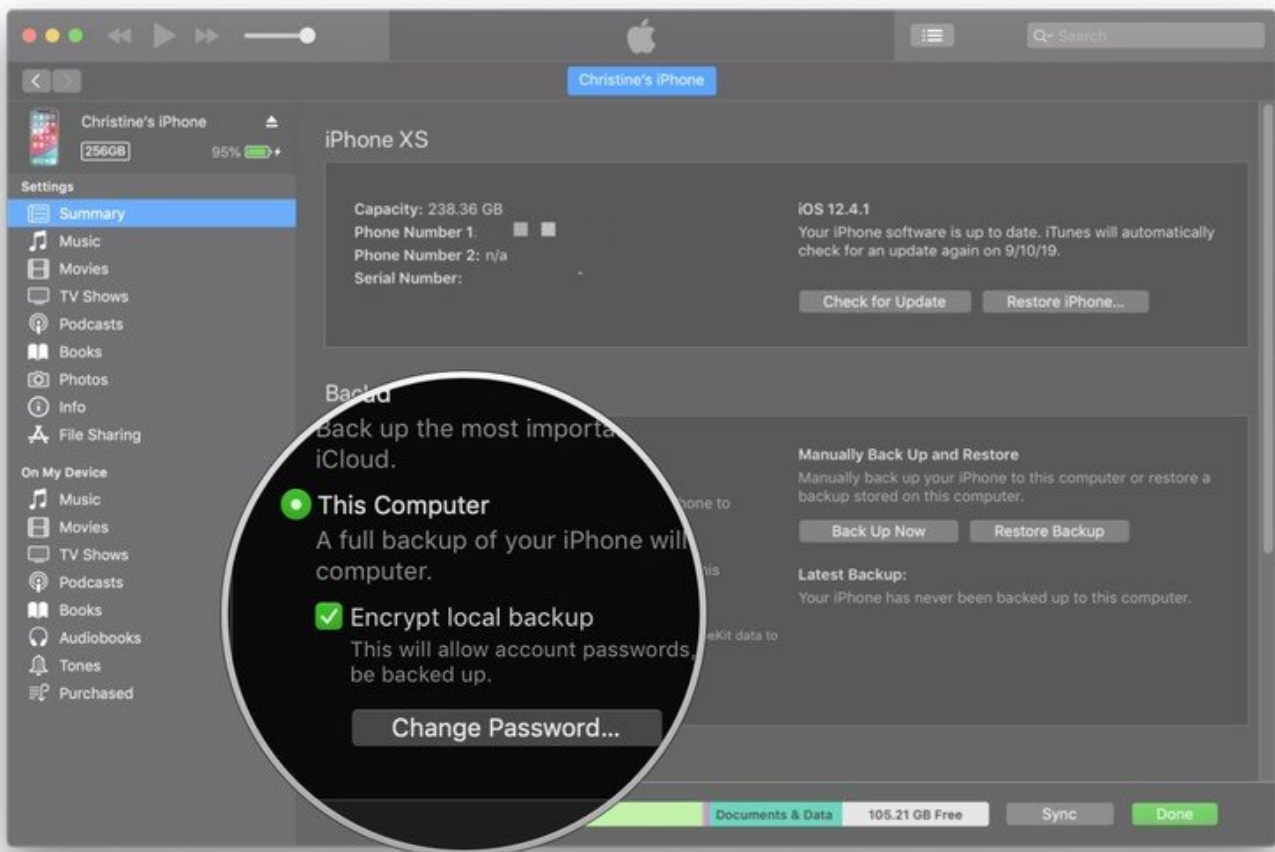 Search
Christine's iPhone
Christine's iPhone
256GB 95%
Settings
Summary
Music
Movies
TV Shows
Podcasts
Books
Photos
Info
File Sharing
On My Device
Music
Movies
TV Shows
Podcasts
Books
Audiobooks
Tones
Purchased
iPhone XS
Capacity: 238.36 GB
Phone Number 1:
Phone Number 2: n/a
Serial Number:
iOS 12.4.1
Your iPhone software is up to date. iTunes will automatically
check for an update again on 9/10/19.
Check for Update Restore iPhone...
Back up the most
iCloud.
This Computer
A full backup of your iPhone will
computer.
Encrypt local backup
This will allow account passwords,
be backed up.
Change Password...
to
data to
Manually Back Up and Restore
Manually back up your iPhone to this computer or restore a
backup stored on this computer.
Back Up Now Restore Backup
Latest Backup:
Your iPhone has never been backed up to this computer.
Documents & Data 105.21 GB Free Sync Done